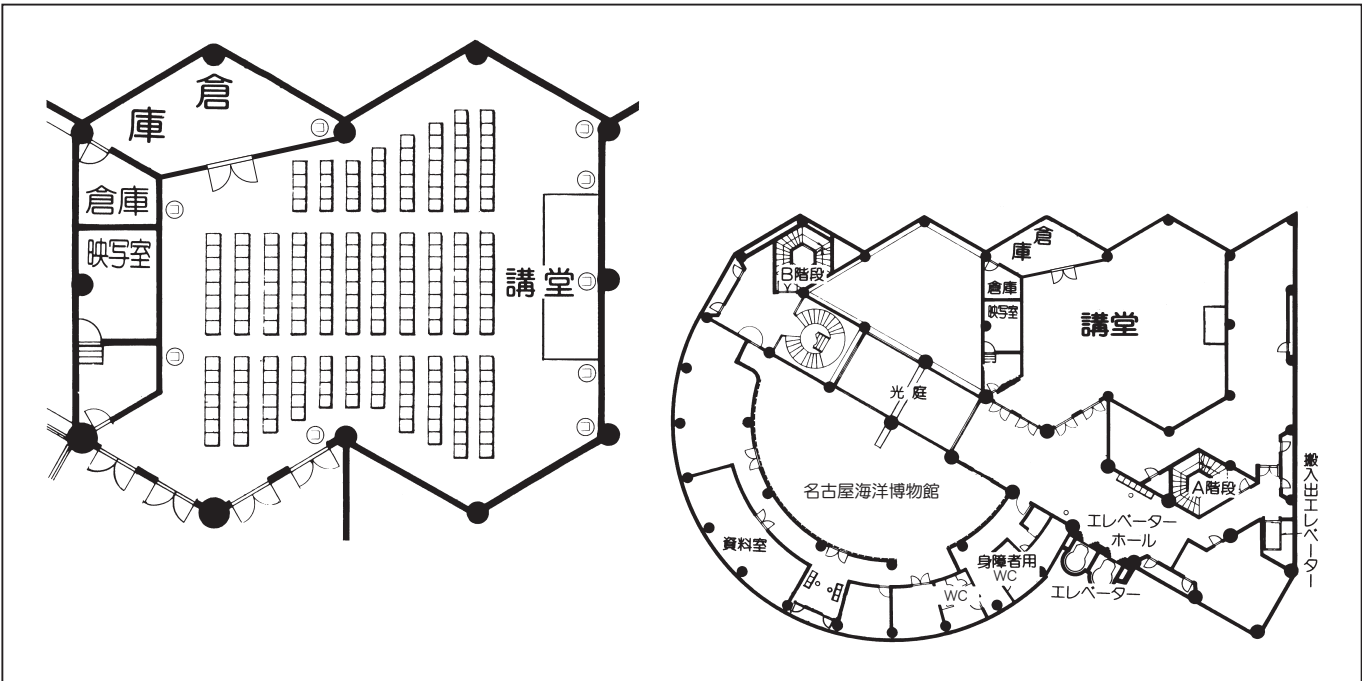 倉庫
倉庫
映写室
講堂
B階段
倉庫
倉庫
映写室
講堂
光庭
名古屋海洋博物館
資料室
身障者用
WC
WC
A階段
エレベーター
ホール
エレベーター
搬入出エレベーター